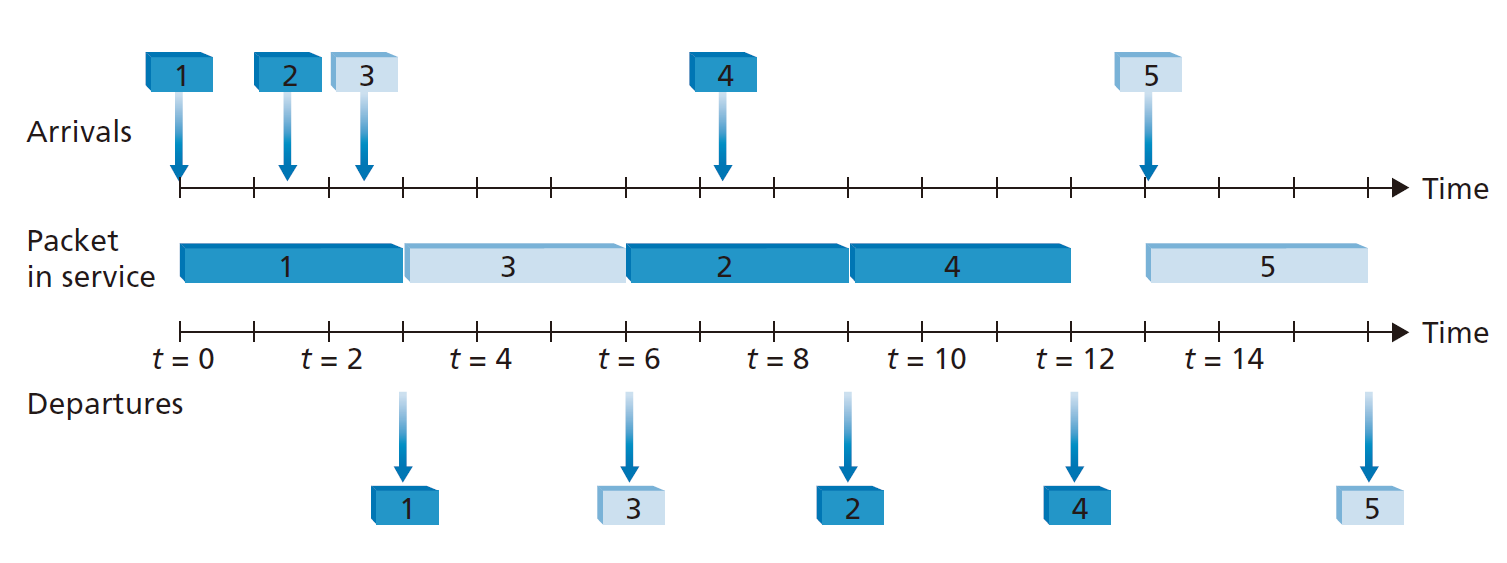 1 2 3 4 5
Arrivals
Time
Packet
in service
1 3 2 4 5
Time
t = 0 t = 2 t = 4 t = 6 t = 8 t = 10 t = 12 t = 14
Departures
1 3 2 4 5